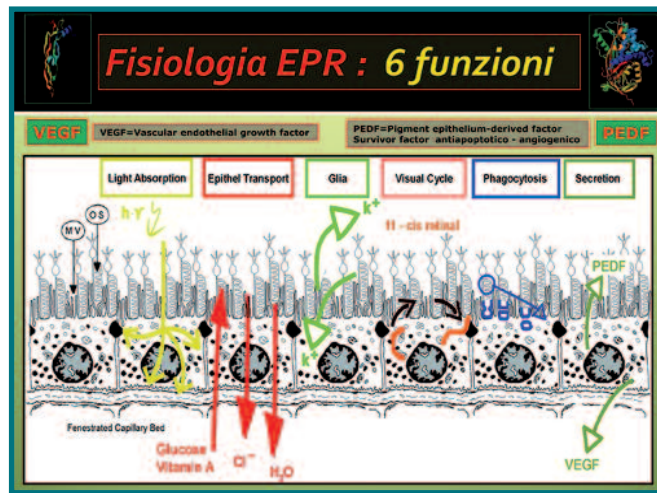 Fisiologia EPR : 6 funzioni
VEGF
VEGF=Vascular endothelial growth factor
PEDF=Pigment epithelium-derived factor
Survivor factor antiapoptotico - angiogenico
PEDF
Light Absorption
Epithel Transport
Glia
Visual Cycle
Phagocytosis
Secretion
h·γ
K+
11 - cis retinal
MV
OS
PEDF
OS
K+
Fenestrated Capillary Bed
Glucose
Vitamin A
Cl−
H2O
VEGF